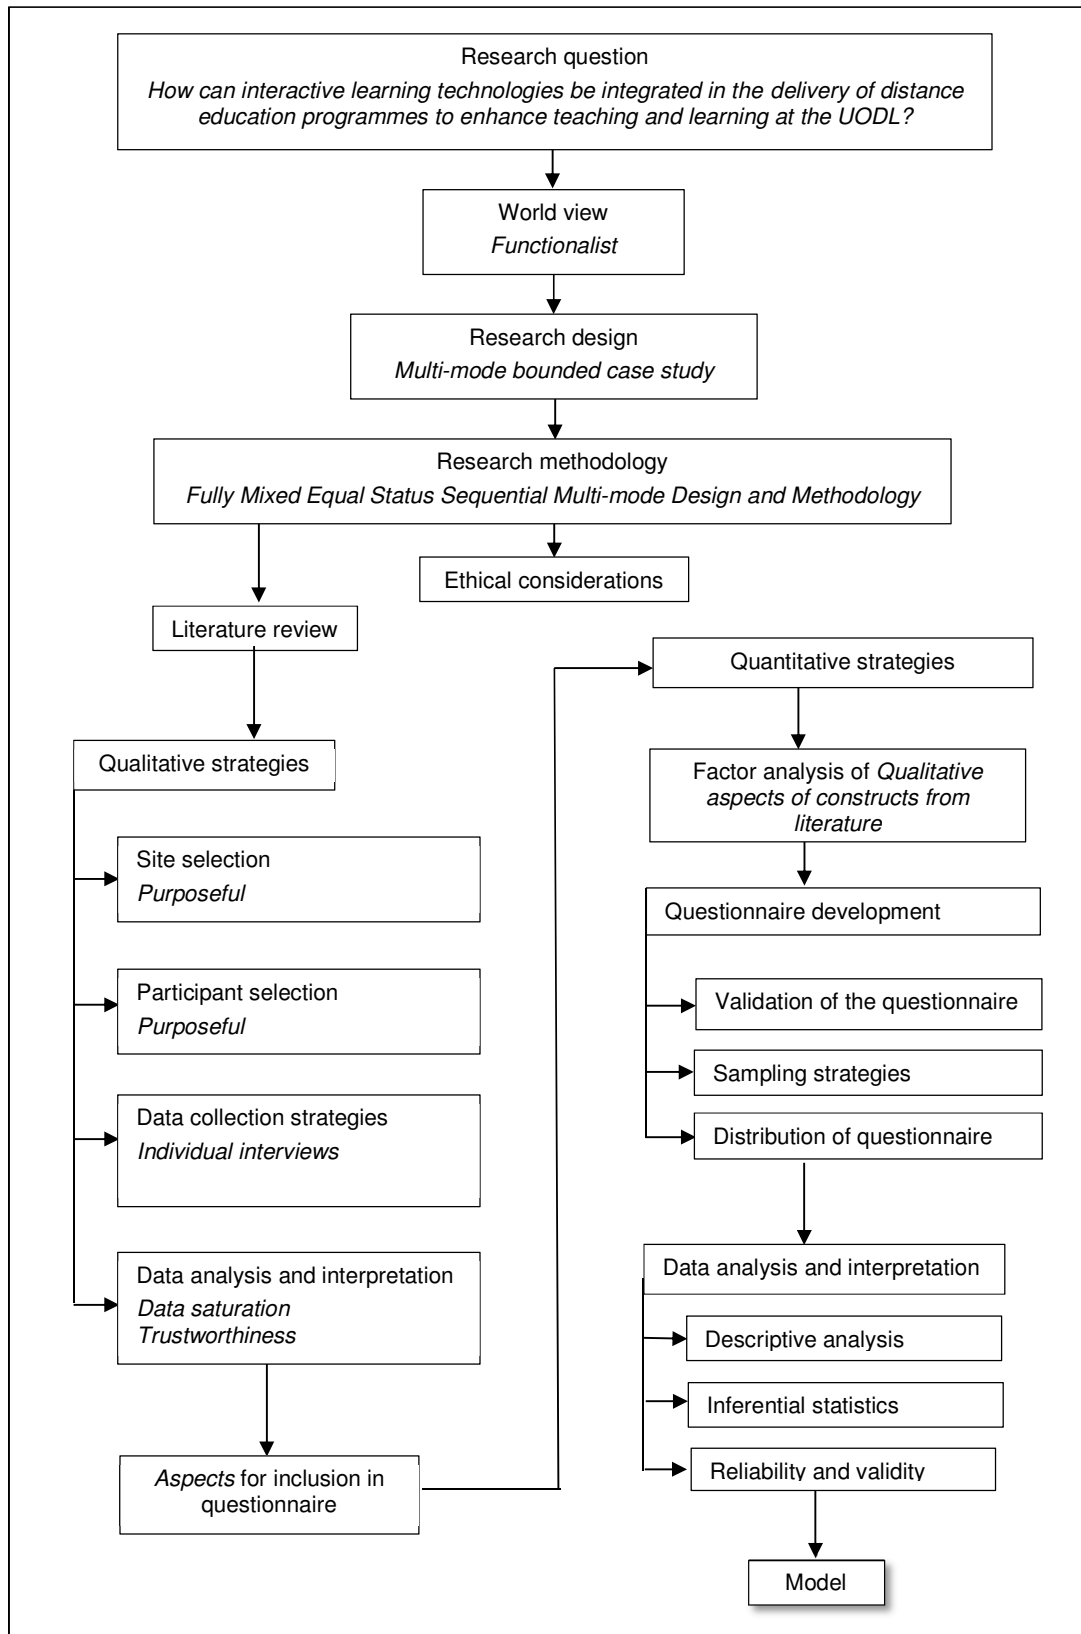 Research question
How can interactive learning technologies be integrated in the delivery of distance
education programmes to enhance teaching and learning at the UODL?
World view
Functionalist
Research design
Multi-mode bounded case study
Research methodology
Fully Mixed Equal Status Sequential Multi-mode Design and Methodology
Ethical considerations
Literature review
Qualitative strategies
Site selection
Purposeful
Participant selection
Purposeful
Data collection strategies
Individual interviews
Data analysis and interpretation
Data saturation
Trustworthiness
Aspects for inclusion in
questionnaire
Quantitative strategies
Factor analysis of Qualitative
aspects of constructs from
literature
Questionnaire development
Validation of the questionnaire
Sampling strategies
Distribution of questionnaire
Data analysis and interpretation
Descriptive analysis
Inferential statistics
Reliability and validity
Model